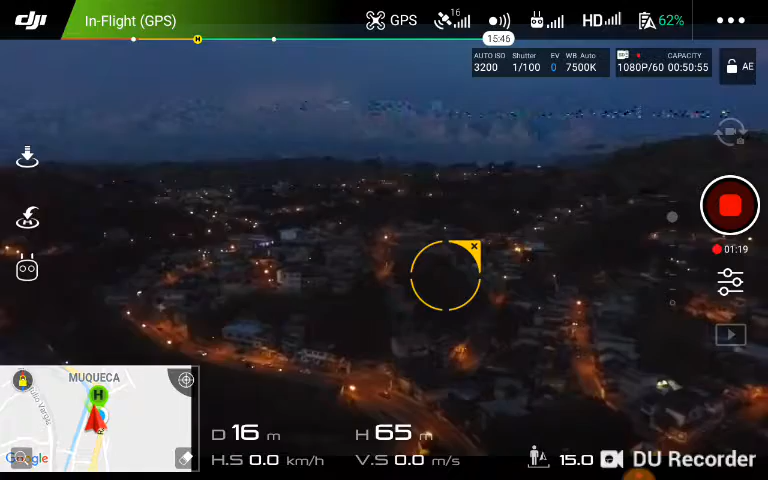 dji In-Flight (GPS) GPS 16 HD 62%
15:46
AUTO ISO Shutter EV WB Auto CAPACITY
3200 1/100 0 7500K 1080P/60 00:50:55
AE
01:19
MUQUECA
H
Google
D 16 m H 65 m
H.S 0.0 km/h V.S 0.0 m/s 15.0 DU Recorder